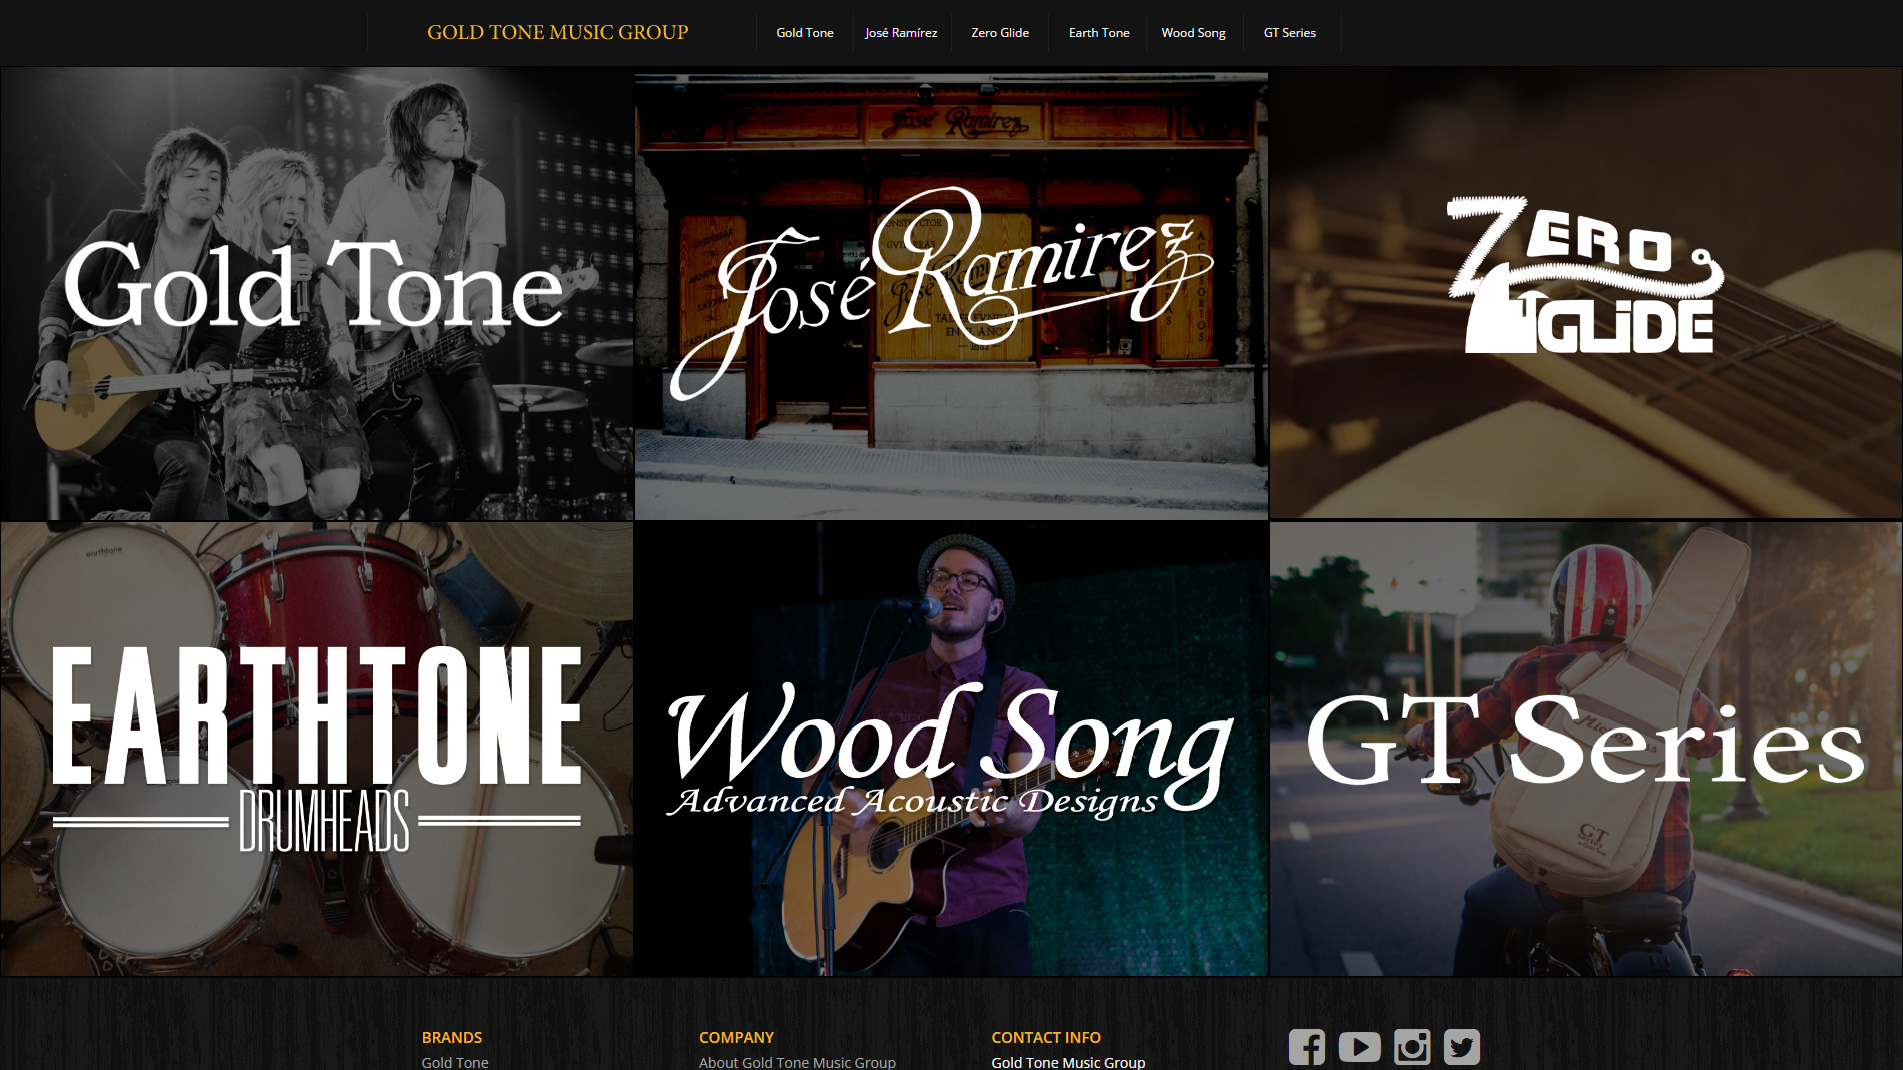 GOLD TONE MUSIC GROUP
Gold Tone
José Ramírez
Zero Glide
Earth Tone
Wood Song
GT Series
Gold Tone
José Ramirez
José Ramirez
ZERO
GLIDE
earthtone
EARTHTONE
DRUMHEADS
Wood Song
Advanced Acoustic Designs
GT Series
GT
BRANDS
Gold Tone
COMPANY
About Gold Tone Music Group
CONTACT INFO
Gold Tone Music Group